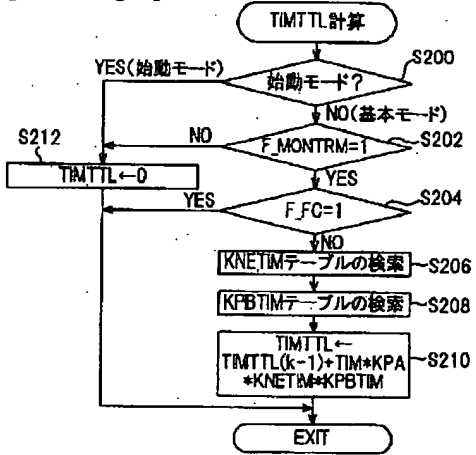 TIMTTL計算
S200
YES(始動モード)
始動モード?
NO(基本モード)
S212
NO
F_MONTRM=1
S202
TIMTTL←0
YES
YES
F_FC=1
S204
NO
KNETIMテーブルの検索
S206
KPBTIMテーブルの検索
S208
TIMTTL←
TIMTTL(k-1)+TIM*KPA
*KNETIM*KPBTIM
S210
EXIT